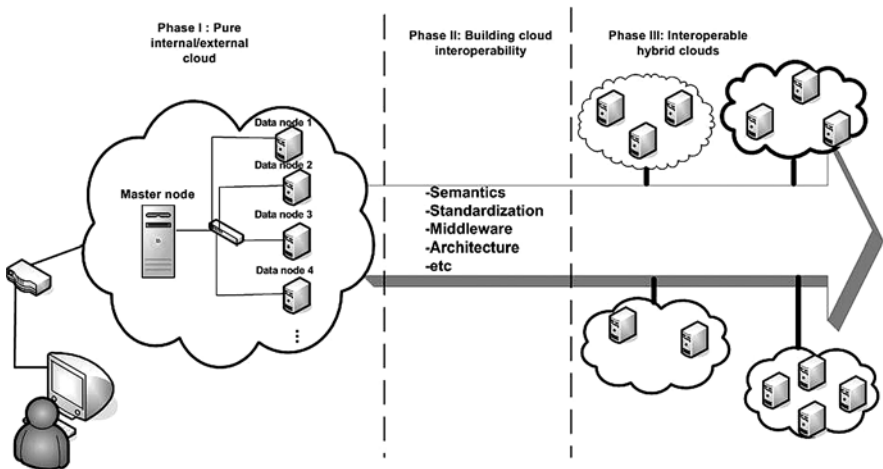 Phase I : Pure
internal/external
cloud
Phase II: Building cloud
interoperability
Phase III: Interoperable
hybrid clouds
Data node 1
Data node 2
Master node
Data node 3
Data node 4
...
-Semantics
-Standardization
-Middleware
-Architecture
-etc